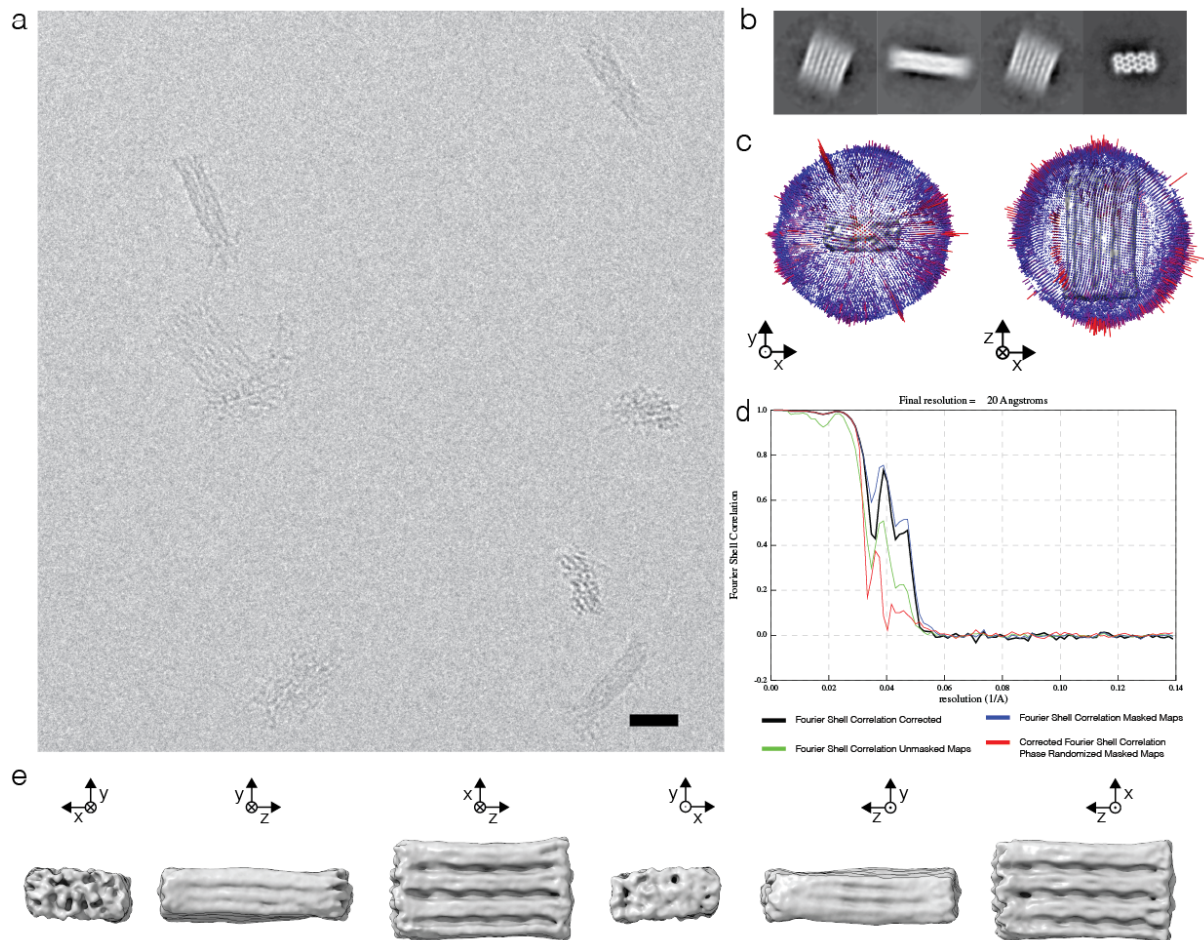 a
b
c
y
x
z
x
d
Final resolution = 20 Angstroms
1.0
0.8
0.6
0.4
0.2
0.0
-0.2
Fourier Shell Correlation
0.00 0.02 0.04 0.06 0.08 0.10 0.12 0.14
resolution (1/A)
Fourier Shell Correlation Corrected
Fourier Shell Correlation Masked Maps
Fourier Shell Correlation Unmasked Maps
Corrected Fourier Shell Correlation
Phase Randomized Masked Maps
e
y
x
y
z
x
z
y
x
y
z
x
z